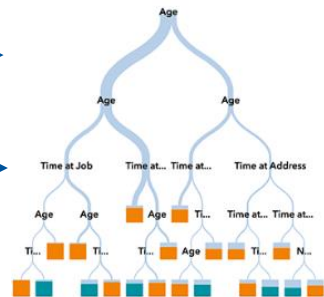 Age
Age Age
Time at Job Time at... Time at... Time at Address
Age Age Age Ti... Time at... Time at...
Ti... Ti... Ti... Age Ti... N...